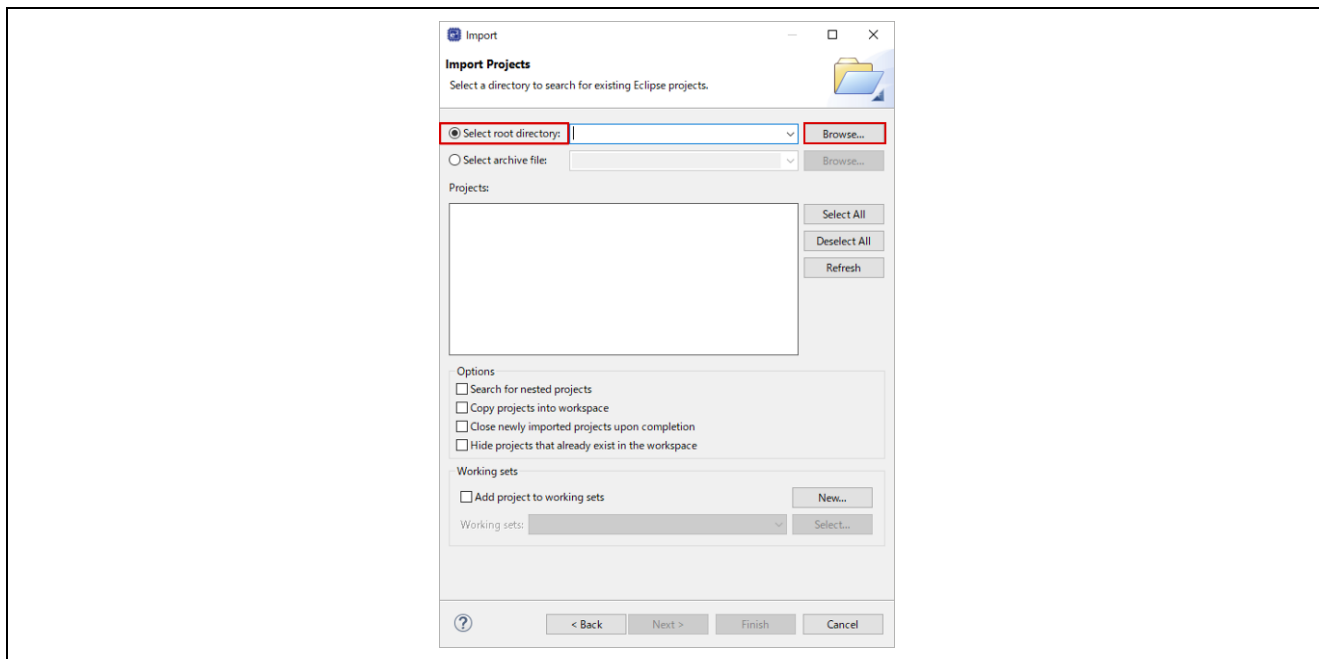 Import
Import Projects
Select a directory to search for existing Eclipse projects.
Select root directory: Browse...
Select archive file: Browse...
Projects:
Select All
Deselect All
Refresh
Options
Search for nested projects
Copy projects into workspace
Close newly imported projects upon completion
Hide projects that already exist in the workspace
Working sets
Add project to working sets New...
Working sets: Select...
? < Back Next > Finish Cancel